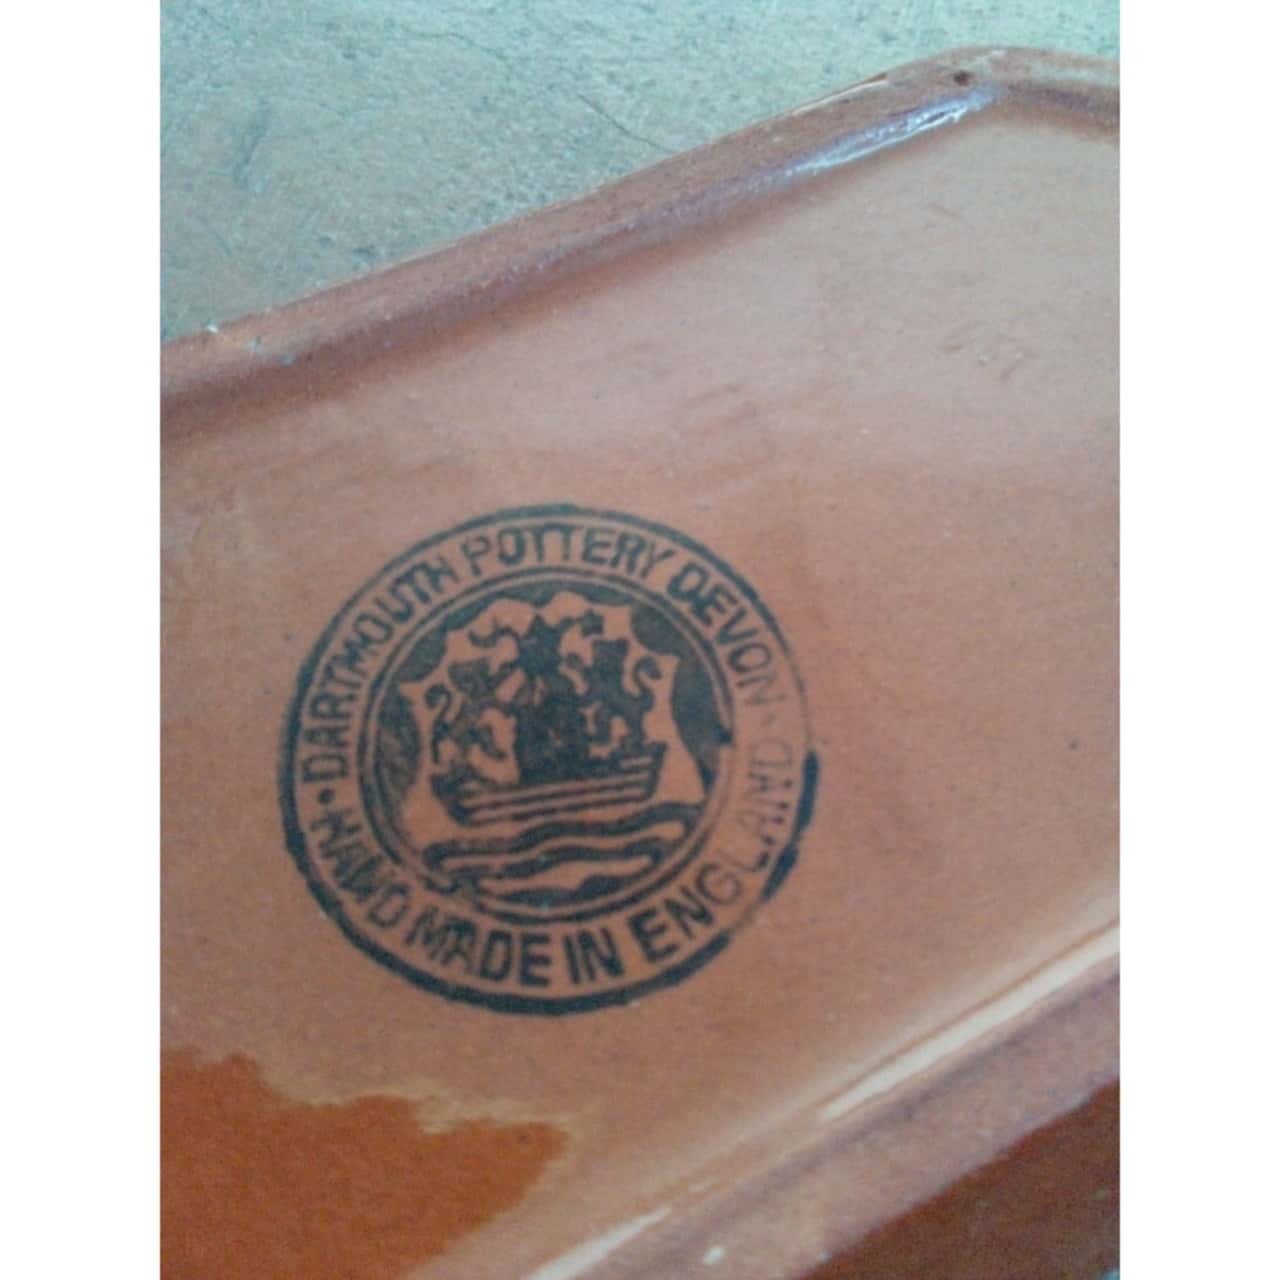 DARTMOUTH POTTERY DEVON
HAND MADE IN ENGLAND